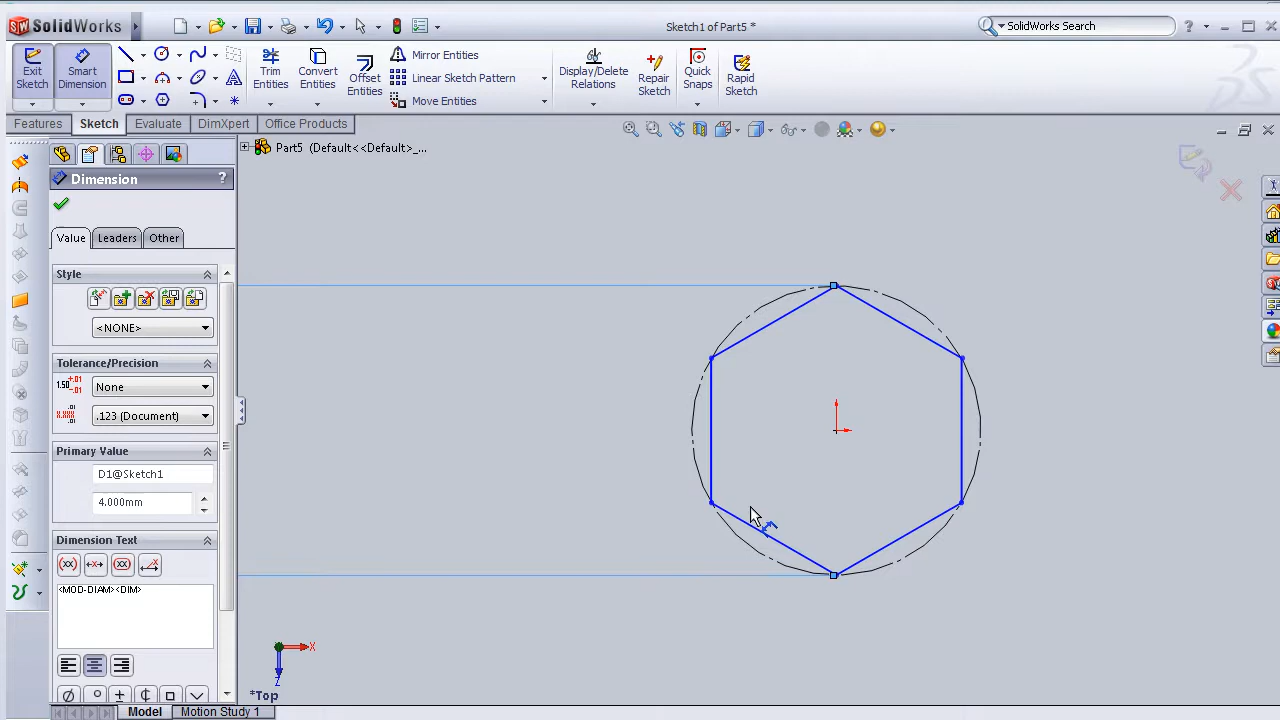 SW SOLIDWORKS
Sketch1 of Part5 *
SolidWorks Search
?
Exit Sketch
Smart Dimension
Trim Entities
Convert Entities
Offset Entities
Mirror Entities
Linear Sketch Pattern
Move Entities
Display/Delete Relations
Repair Sketch
Quick Snaps
Rapid Sketch
Features
Sketch
Evaluate
DimXpert
Office Products
Part5 (Default<<Default>_...
Dimension
?
Value
Leaders
Other
Style
<NONE>
Tolerance/Precision
None
.123 (Document)
Primary Value
D1@Sketch1
4.000mm
Dimension Text
(xx)
(xx)
<MOD-DIAM><DIM>
X
Z
*Top
Model
Motion Study 1